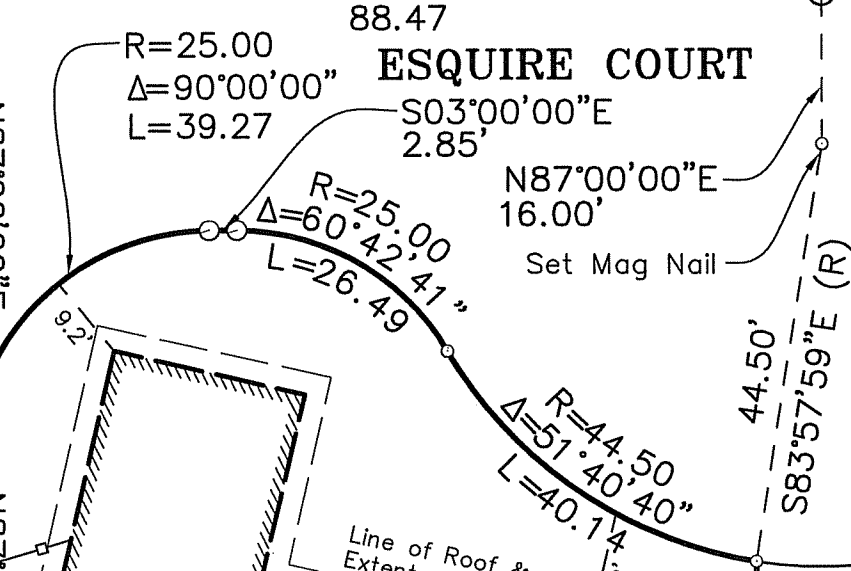 88.47
R=25.00
Δ=90°00'00"
L=39.27
ESQUIRE COURT
S03°00'00"E
2.85'
R=25.00
Δ=60°42'41"
L=26.49
N87°00'00"E
16.00'
Set Mag Nail
44.50'
S83°57'59"E (R)
9.2'
R=44.50
Δ=51°40'40"
L=40.14
Line of Roof &
Extent